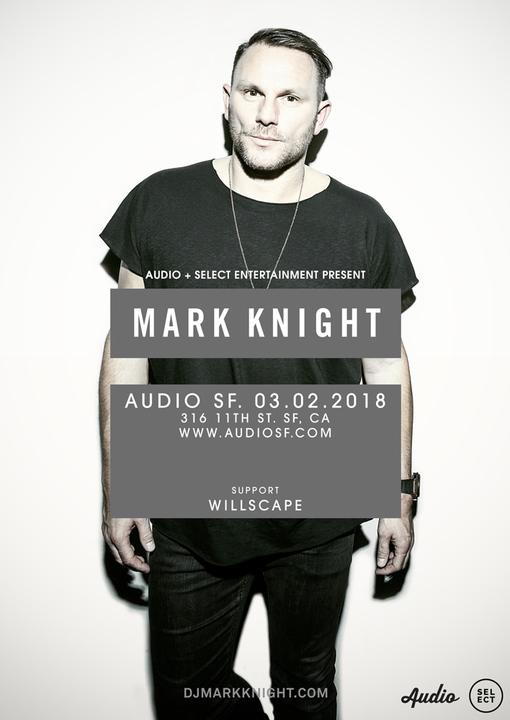 AUDIO + SELECT ENTERTAINMENT PRESENT
MARK KNIGHT
AUDIO SF. 03.02.2018
316 11TH ST. SF, CA
WWW.AUDIOSF.COM
SUPPORT
WILLSCAPE
DJMARKKNIGHT.COM
Audio
SEL
ECT